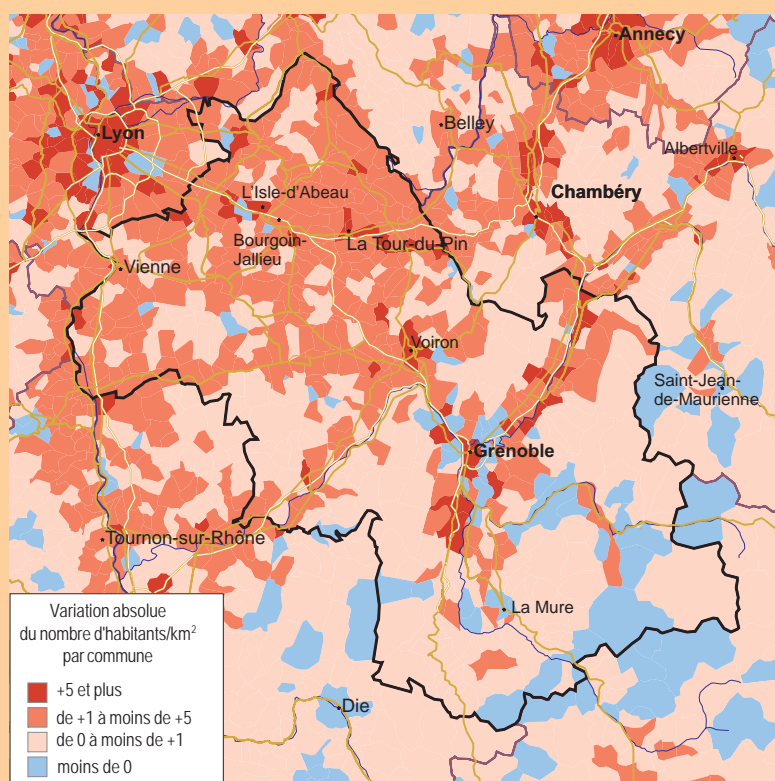 Annecy
Lyon
Belley
Albertville
L'Isle-d'Abeau
Chambéry
Bourgoin-
Jallieu
La Tour-du-Pin
Vienne
Voiron
Saint-Jean-
de-Maurienne
Grenoble
Tournon-sur-Rhône
La Mure
Die
Variation absolue
du nombre d'habitants/km²
par commune
+5 et plus
de +1 à moins de +5
de 0 à moins de +1
moins de 0